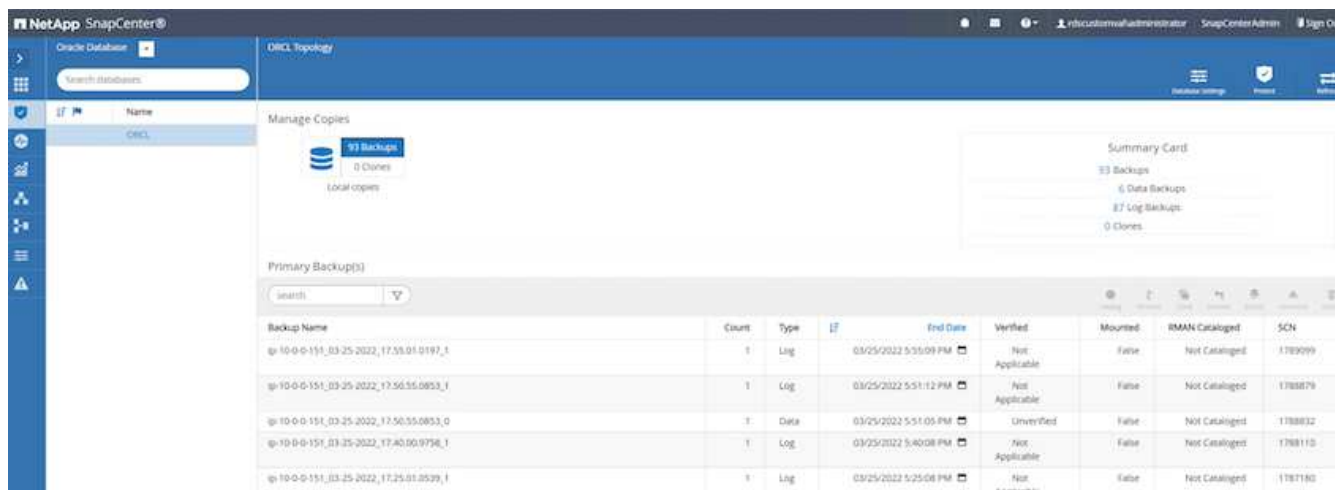 NetApp SnapCenter®
rdscustomval\administrator SnapCenterAdmin Sign O
Oracle Database
ORCL Topology
Search databases
Database Settings Protect Refresh
Name
ORCL
Manage Copies
93 Backups
0 Clones
Local copies
Summary Card
93 Backups
6 Data Backups
87 Log Backups
0 Clones
Primary Backup(s)
search
Backup Name Count Type End Date Verified Mounted RMAN Cataloged SCN
ip-10-0-0-151_03-25-2022_17.55.01.0197_1 1 Log 03/25/2022 5:55:09 PM Not Applicable False Not Cataloged 1789099
ip-10-0-0-151_03-25-2022_17.50.55.0853_1 1 Log 03/25/2022 5:51:12 PM Not Applicable False Not Cataloged 1788879
ip-10-0-0-151_03-25-2022_17.50.55.0853_0 1 Data 03/25/2022 5:51:05 PM Unverified False Not Cataloged 1788832
ip-10-0-0-151_03-25-2022_17.40.00.9756_1 1 Log 03/25/2022 5:40:08 PM Not Applicable False Not Cataloged 1788110
ip-10-0-0-151_03-25-2022_17.25.01.0539_1 1 Log 03/25/2022 5:25:08 PM Not False Not Cataloged 1787180